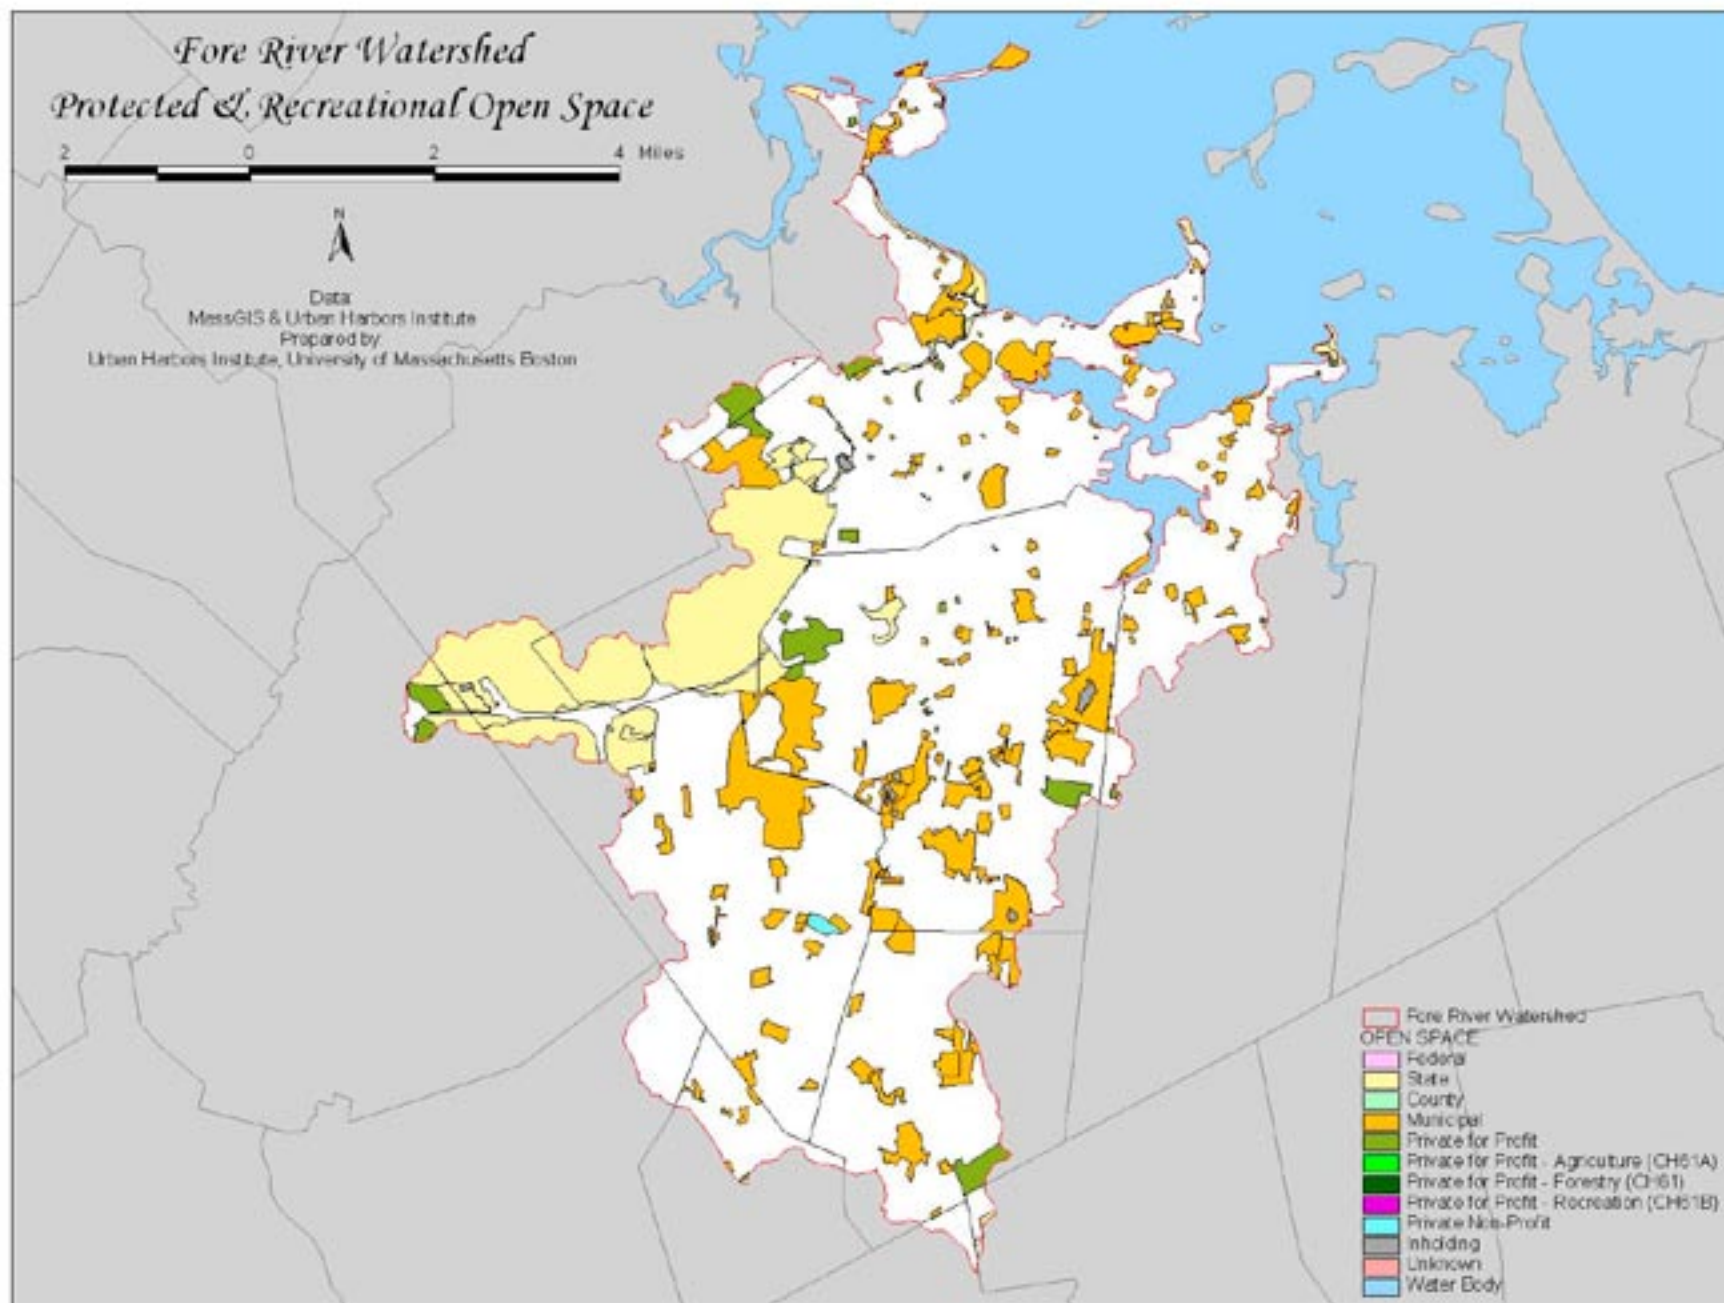 Fore River Watershed
Protected & Recreational Open Space
2 0 2 4 Miles
N
Data:
MassGIS & Urban Harbors Institute
Prepared by:
Urban Harbors Institute, University of Massachusetts Boston
Fore River Watershed
OPEN SPACE
Federal
State
County
Municipal
Private for Profit
Private for Profit - Agriculture (CH61A)
Private for Profit - Forestry (CH61)
Private for Profit - Recreation (CH61B)
Private Non-Profit
Inholding
Unknown
Water Body